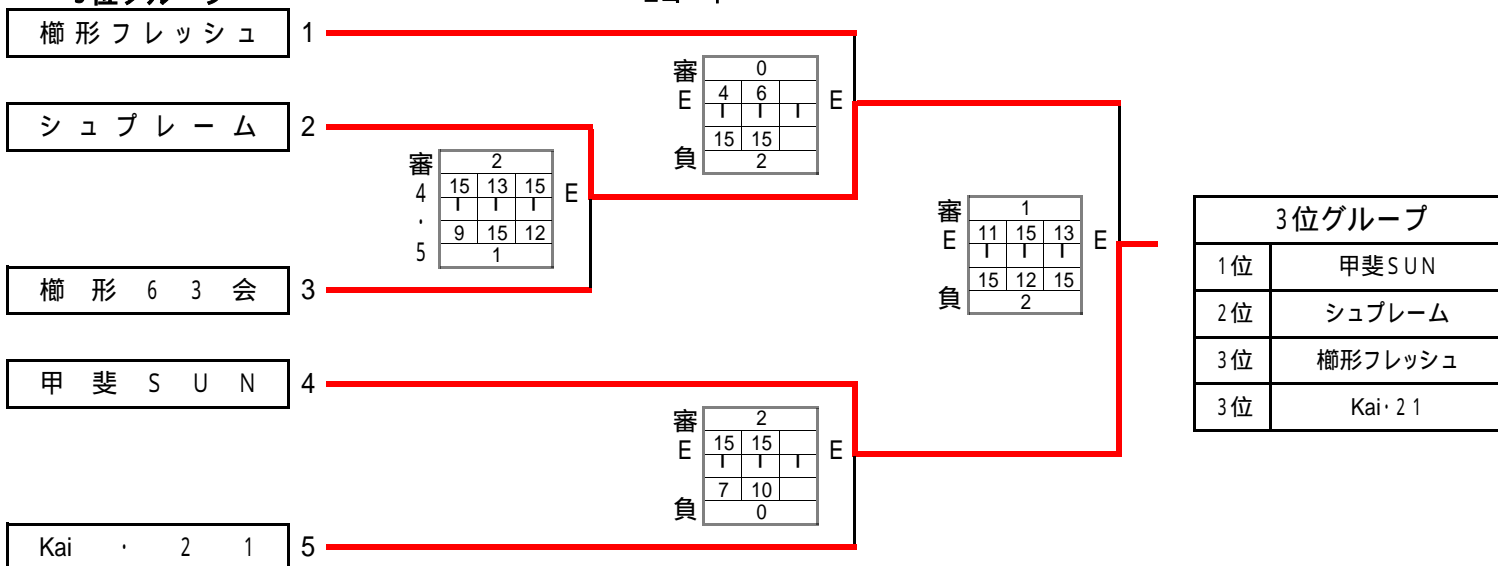 櫛形フレッシュ 1
シュプレーム 2
櫛形63会 3
甲斐SUN 4
Kai・21 5
審
4
・
5
2
15 13 15
9 15 12
1
E
審
E
負
0
4 6
15 15
2
E
審
E
負
2
15 15
7 10
0
E
審
E
負
1
11 15 13
15 12 15
2
E
3位グループ
1位 甲斐SUN
2位 シュプレーム
3位 櫛形フレッシュ
3位 Kai・21